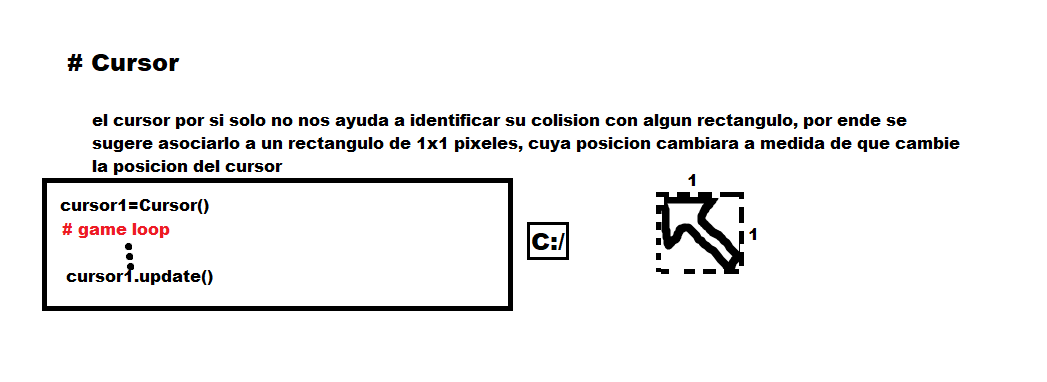 # Cursor
el cursor por si solo no nos ayuda a identificar su colision con algun rectangulo, por ende se
sugere asociarlo a un rectangulo de 1x1 pixeles, cuya posicion cambiara a medida de que cambie
la posicion del cursor
cursor1=Cursor()
# game loop
cursor1.update()
C:/
1
1